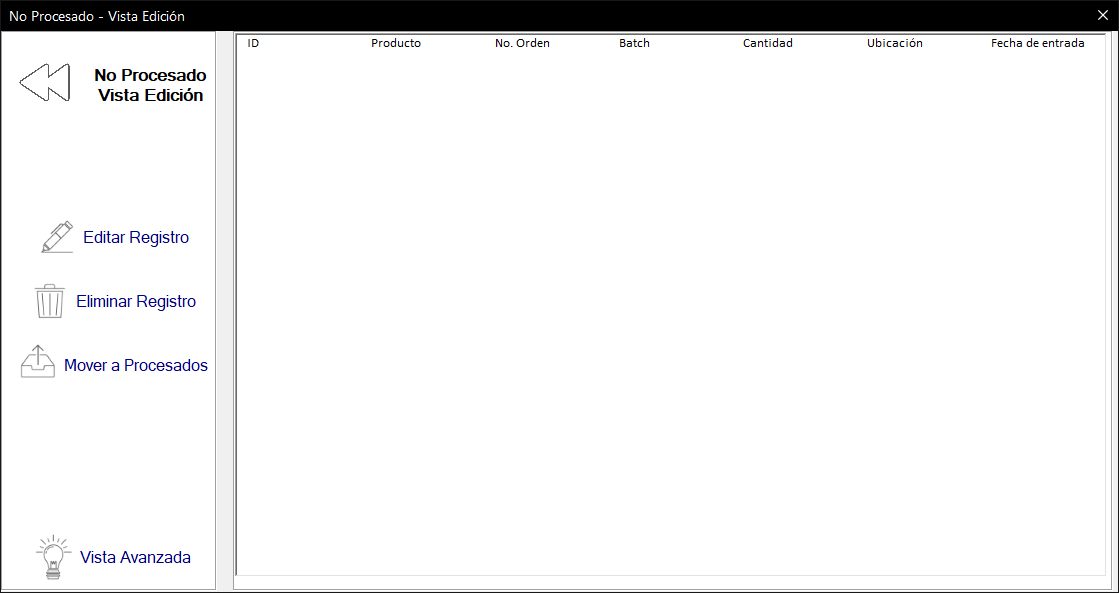 No Procesado - Vista Edición
No Procesado
Vista Edición
Editar Registro
Eliminar Registro
Mover a Procesados
Vista Avanzada
ID Producto No. Orden Batch Cantidad Ubicación Fecha de entrada